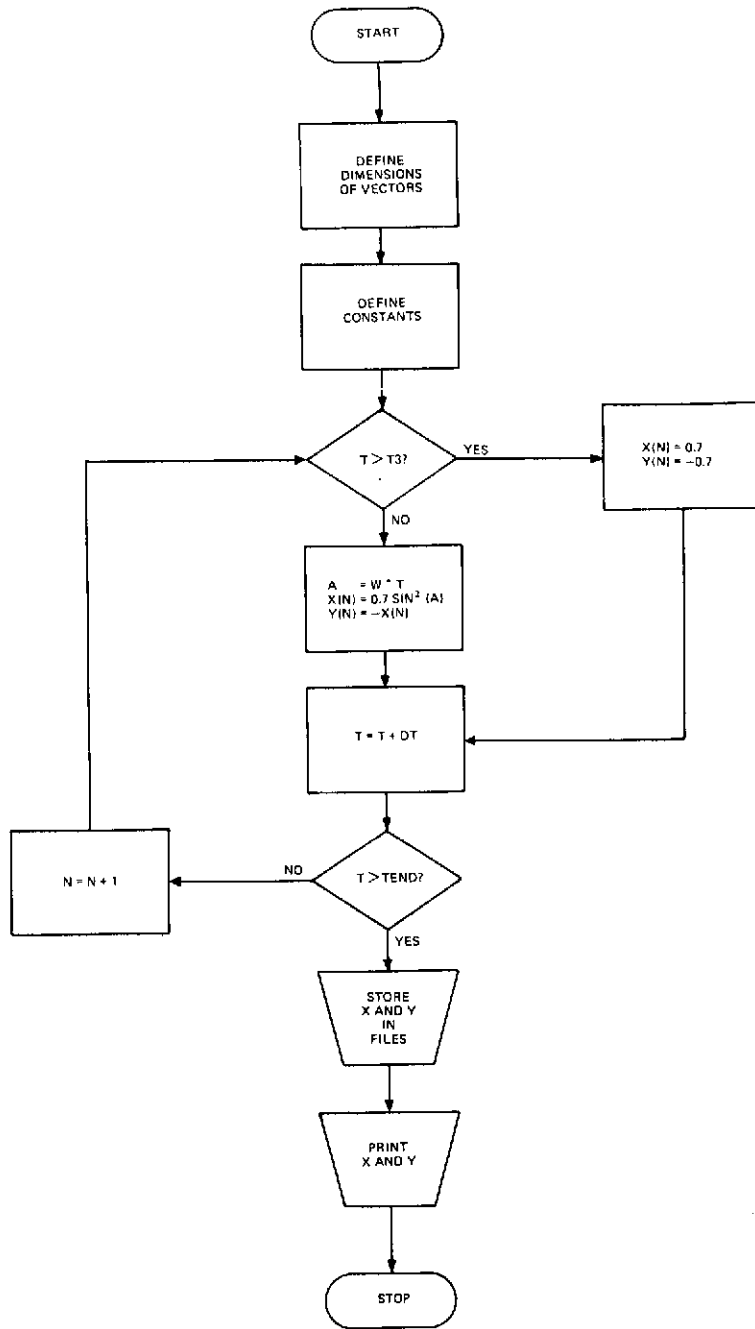 START
DEFINE
DIMENSIONS
OF VECTORS
DEFINE
CONSTANTS
T > T3?
YES
X(N) = 0.7
Y(N) = −0.7
NO
A = W * T
X(N) = 0.7 SIN² (A)
Y(N) = −X(N)
T = T + DT
N = N + 1
NO
T > TEND?
YES
STORE
X AND Y
IN
FILES
PRINT
X AND Y
STOP